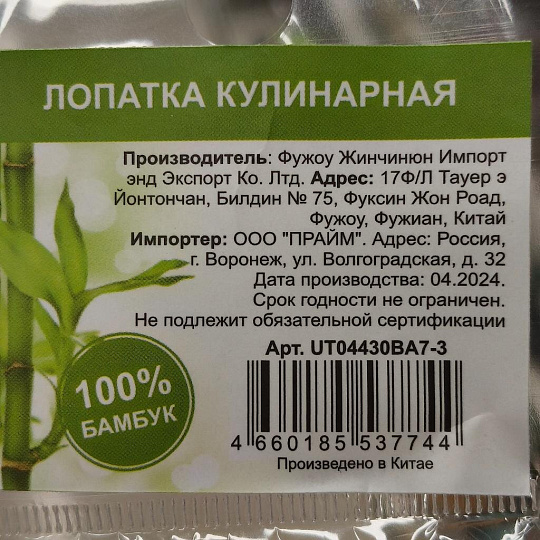 ЛОПАТКА КУЛИНАРНАЯ
Производитель: Фужоу Жинчинюн Импорт
энд Экспорт Ко. Лтд. Адрес: 17Ф/Л Тауер э
Йонтончан, Билдин № 75, Фуксин Жон Роад,
Фужоу, Фужиан, Китай
Импортер: ООО "ПРАЙМ". Адрес: Россия,
г. Воронеж, ул. Волгоградская, д. 32
Дата производства: 04.2024.
Срок годности не ограничен.
Не подлежит обязательной сертификации
Арт. UT04430BA7-3
100%
БАМБУК
4 660185 537744
Произведено в Китае